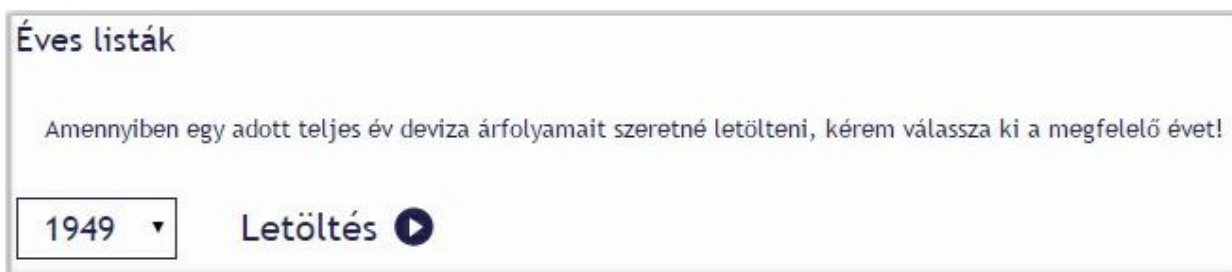 Éves listák
Amennyiben egy adott teljes év deviza árfolyamait szeretné letölteni, kérem válassza ki a megfelelő évet!
1949 Letöltés